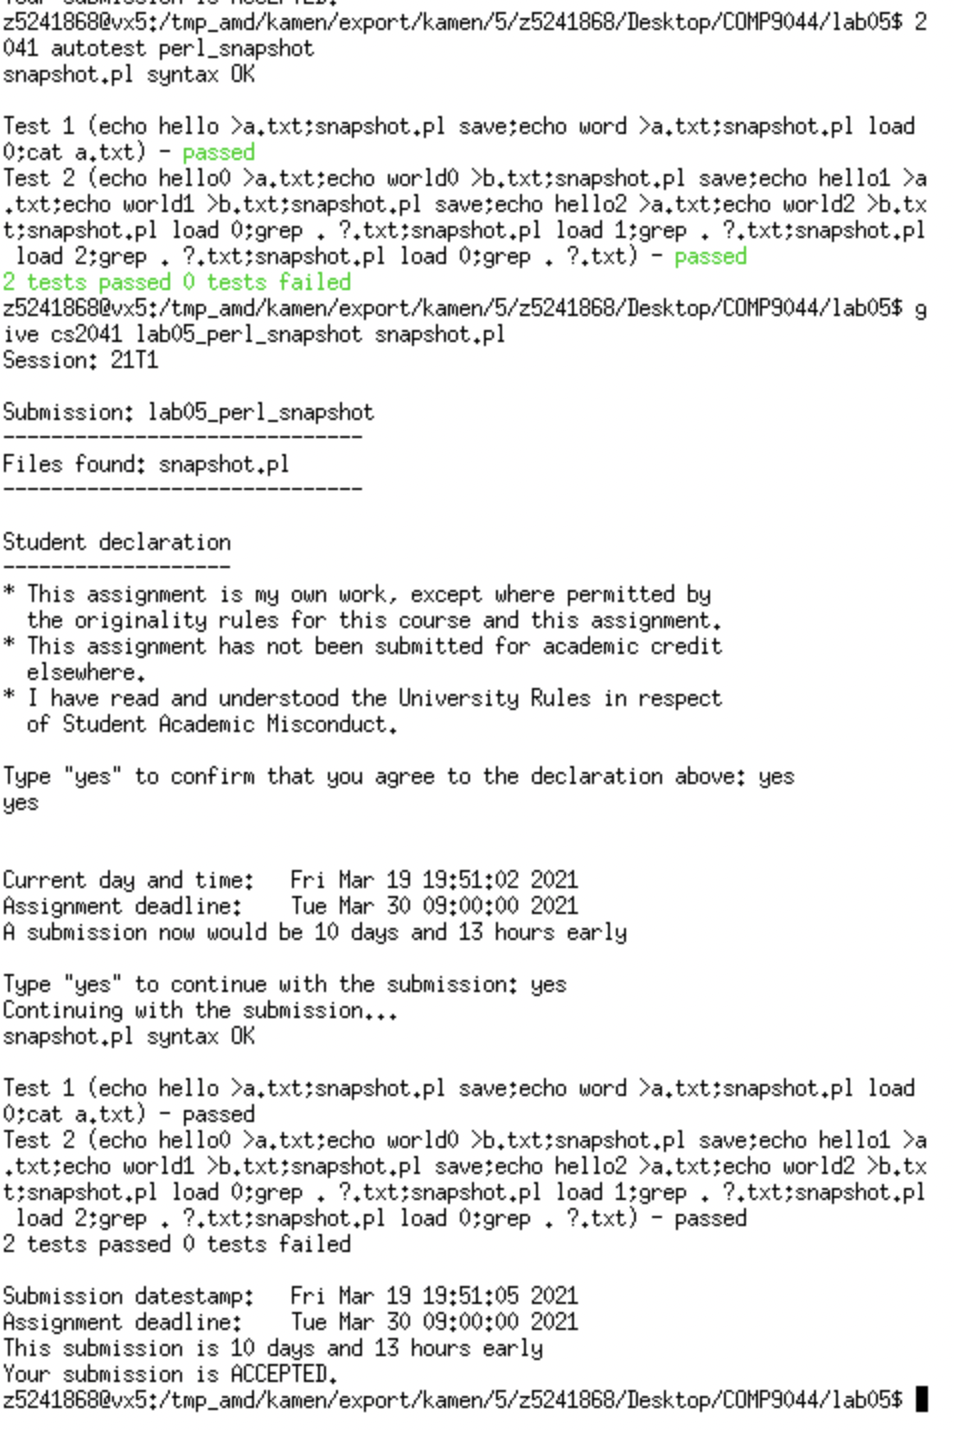 Your submission is ACCEPTED.
z5241868@vx5:/tmp_amd/kamen/export/kamen/5/z5241868/Desktop/COMP9044/lab05$ 2
041 autotest perl_snapshot
snapshot.pl syntax OK
Test 1 (echo hello >a.txt;snapshot.pl save;echo word >a.txt;snapshot.pl load
0;cat a.txt) - passed
Test 2 (echo hello0 >a.txt;echo world0 >b.txt;snapshot.pl save;echo hello1 >a
.txt;echo world1 >b.txt;snapshot.pl save;echo hello2 >a.txt;echo world2 >b.tx
t;snapshot.pl load 0;grep . ?.txt;snapshot.pl load 1;grep . ?.txt;snapshot.pl
 load 2;grep . ?.txt;snapshot.pl load 0;grep . ?.txt) - passed
2 tests passed 0 tests failed
z5241868@vx5:/tmp_amd/kamen/export/kamen/5/z5241868/Desktop/COMP9044/lab05$ g
ive cs2041 lab05_perl_snapshot snapshot.pl
Session: 21T1
Submission: lab05_perl_snapshot
------------------------------
Files found: snapshot.pl
------------------------------
Student declaration
-------------------
* This assignment is my own work, except where permitted by
  the originality rules for this course and this assignment.
* This assignment has not been submitted for academic credit
  elsewhere.
* I have read and understood the University Rules in respect
  of Student Academic Misconduct.
Type "yes" to confirm that you agree to the declaration above: yes
yes
Current day and time:   Fri Mar 19 19:51:02 2021
Assignment deadline:    Tue Mar 30 09:00:00 2021
A submission now would be 10 days and 13 hours early
Type "yes" to continue with the submission: yes
Continuing with the submission...
snapshot.pl syntax OK
Test 1 (echo hello >a.txt;snapshot.pl save;echo word >a.txt;snapshot.pl load
0;cat a.txt) - passed
Test 2 (echo hello0 >a.txt;echo world0 >b.txt;snapshot.pl save;echo hello1 >a
.txt;echo world1 >b.txt;snapshot.pl save;echo hello2 >a.txt;echo world2 >b.tx
t;snapshot.pl load 0;grep . ?.txt;snapshot.pl load 1;grep . ?.txt;snapshot.pl
 load 2;grep . ?.txt;snapshot.pl load 0;grep . ?.txt) - passed
2 tests passed 0 tests failed
Submission datestamp:   Fri Mar 19 19:51:05 2021
Assignment deadline:    Tue Mar 30 09:00:00 2021
This submission is 10 days and 13 hours early
Your submission is ACCEPTED.
z5241868@vx5:/tmp_amd/kamen/export/kamen/5/z5241868/Desktop/COMP9044/lab05$